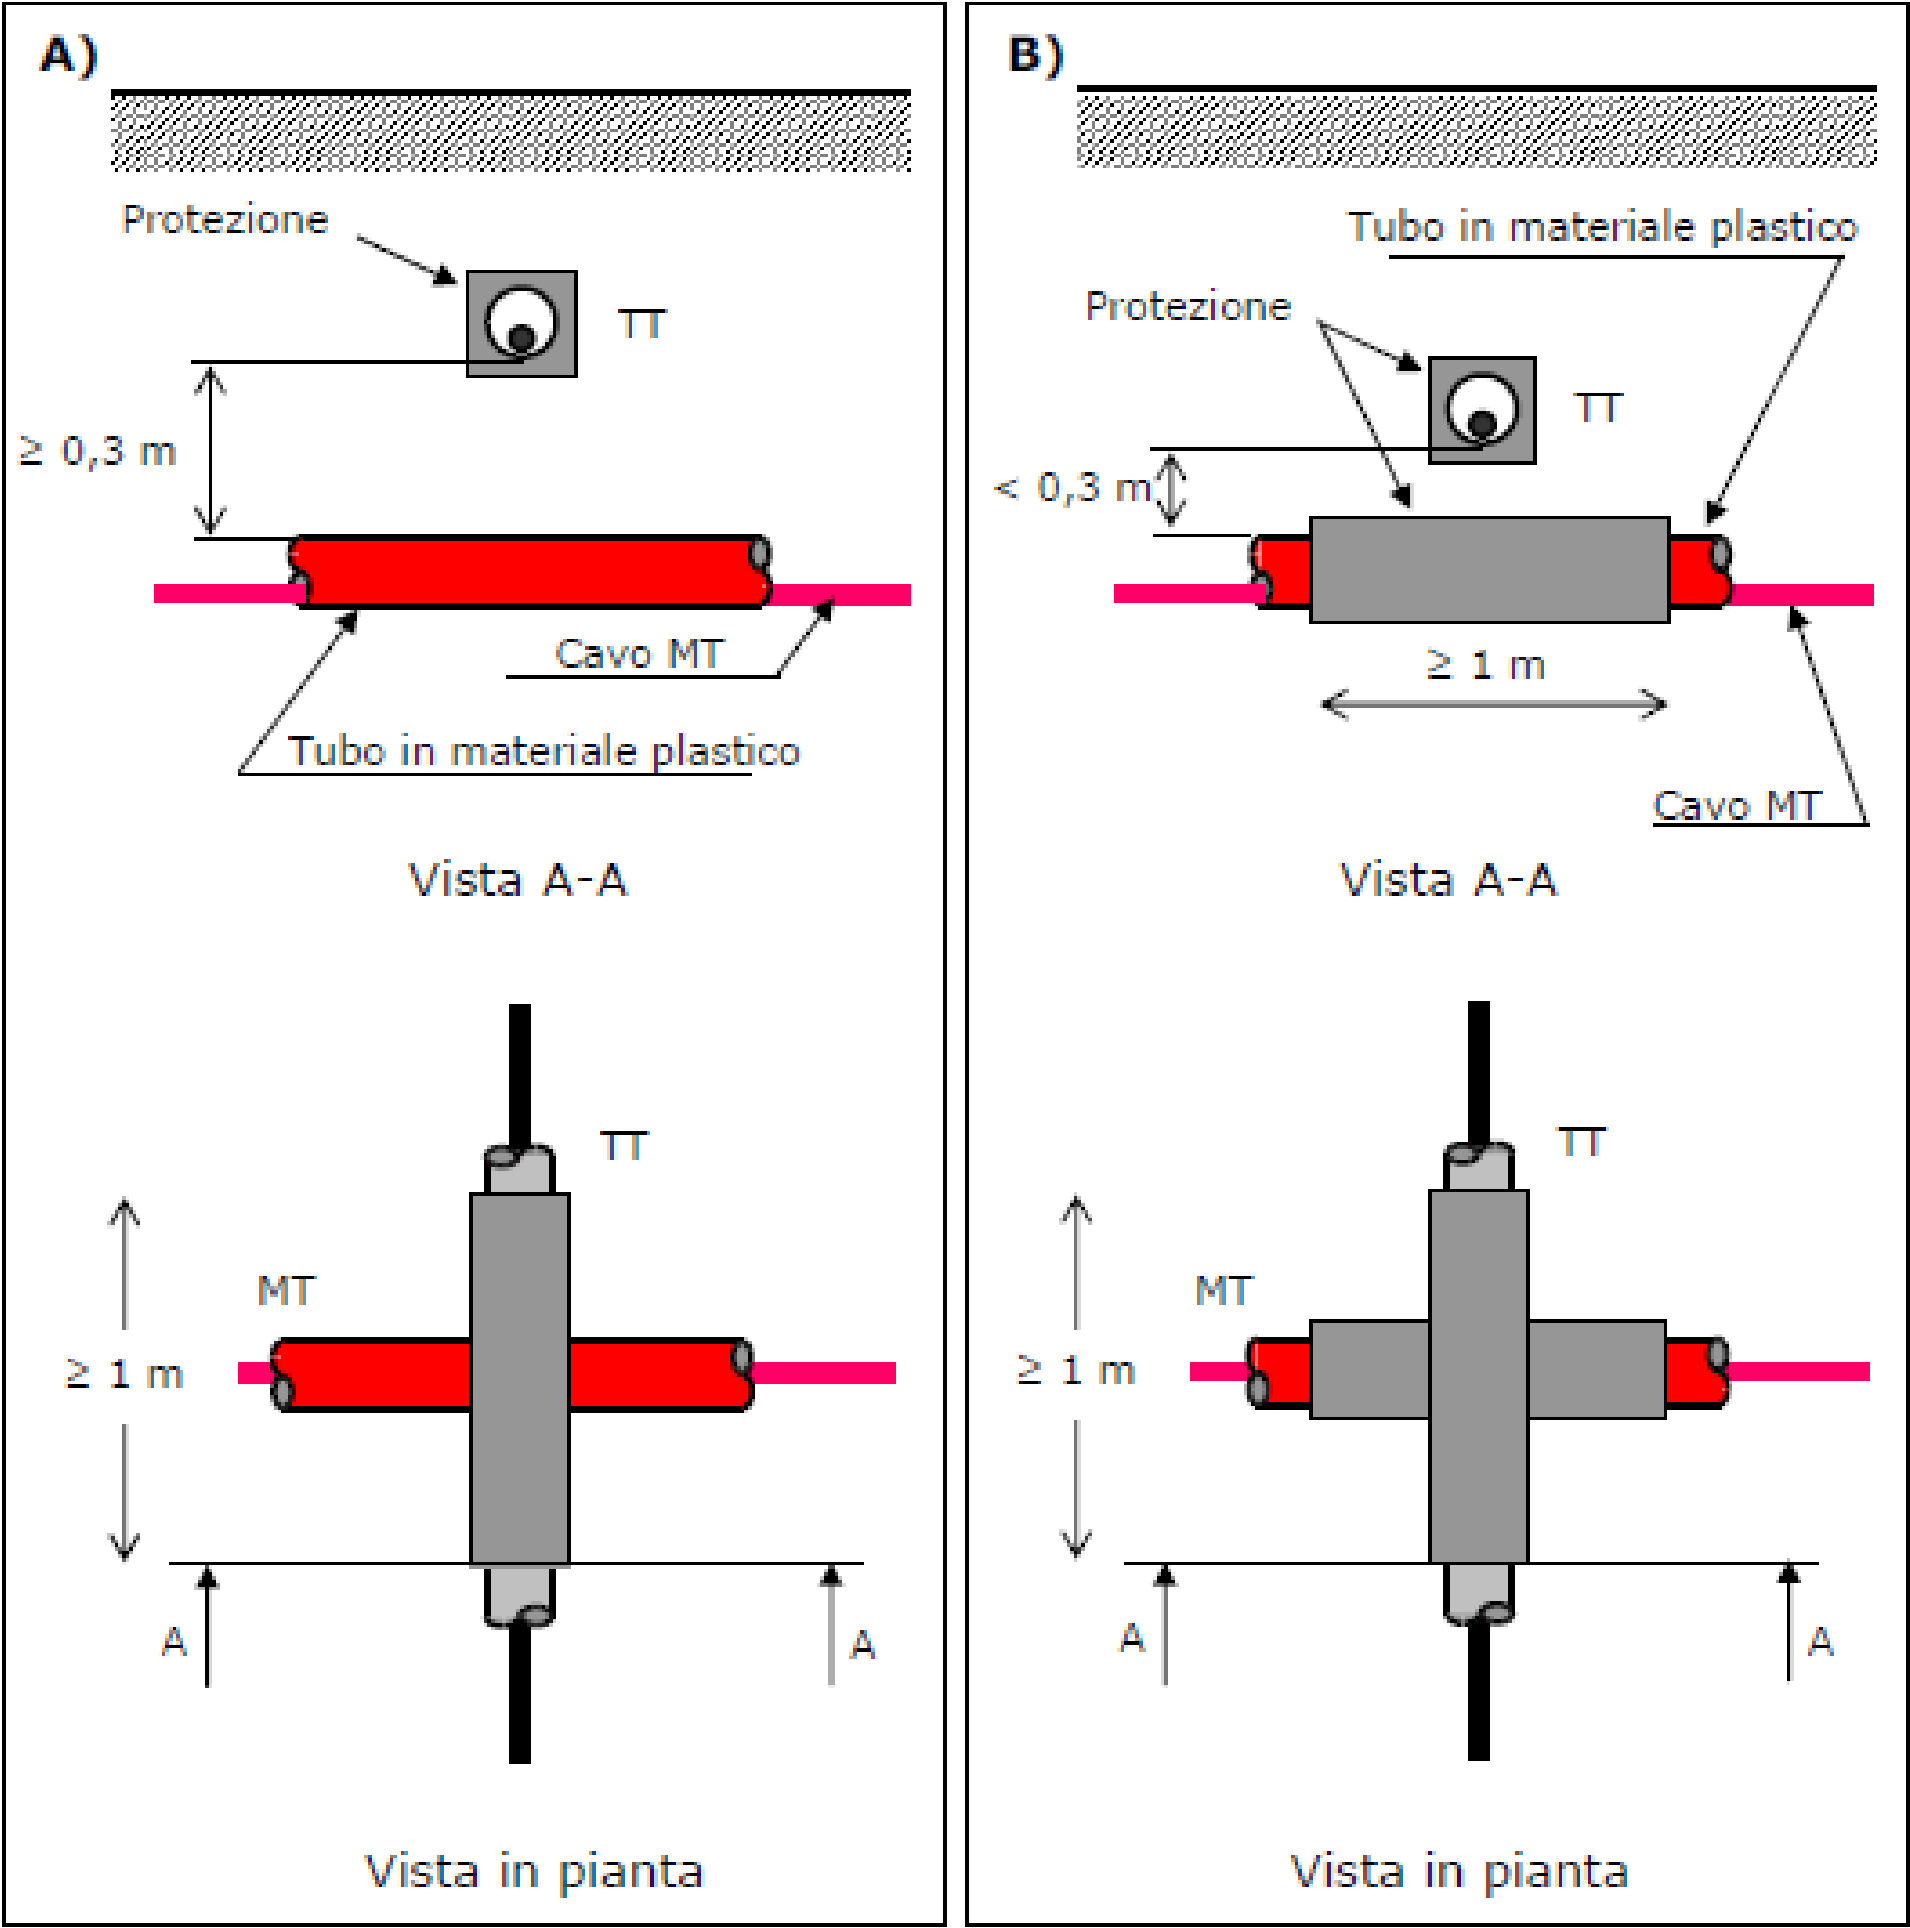 A)
Protezione
TT
≥ 0,3 m
Cavo MT
Tubo in materiale plastico
Vista A-A
TT
MT
≥ 1 m
A
A
Vista in pianta
B)
Tubo in materiale plastico
Protezione
TT
< 0,3 m
≥ 1 m
Cavo MT
Vista A-A
TT
MT
≥ 1 m
A
A
Vista in pianta